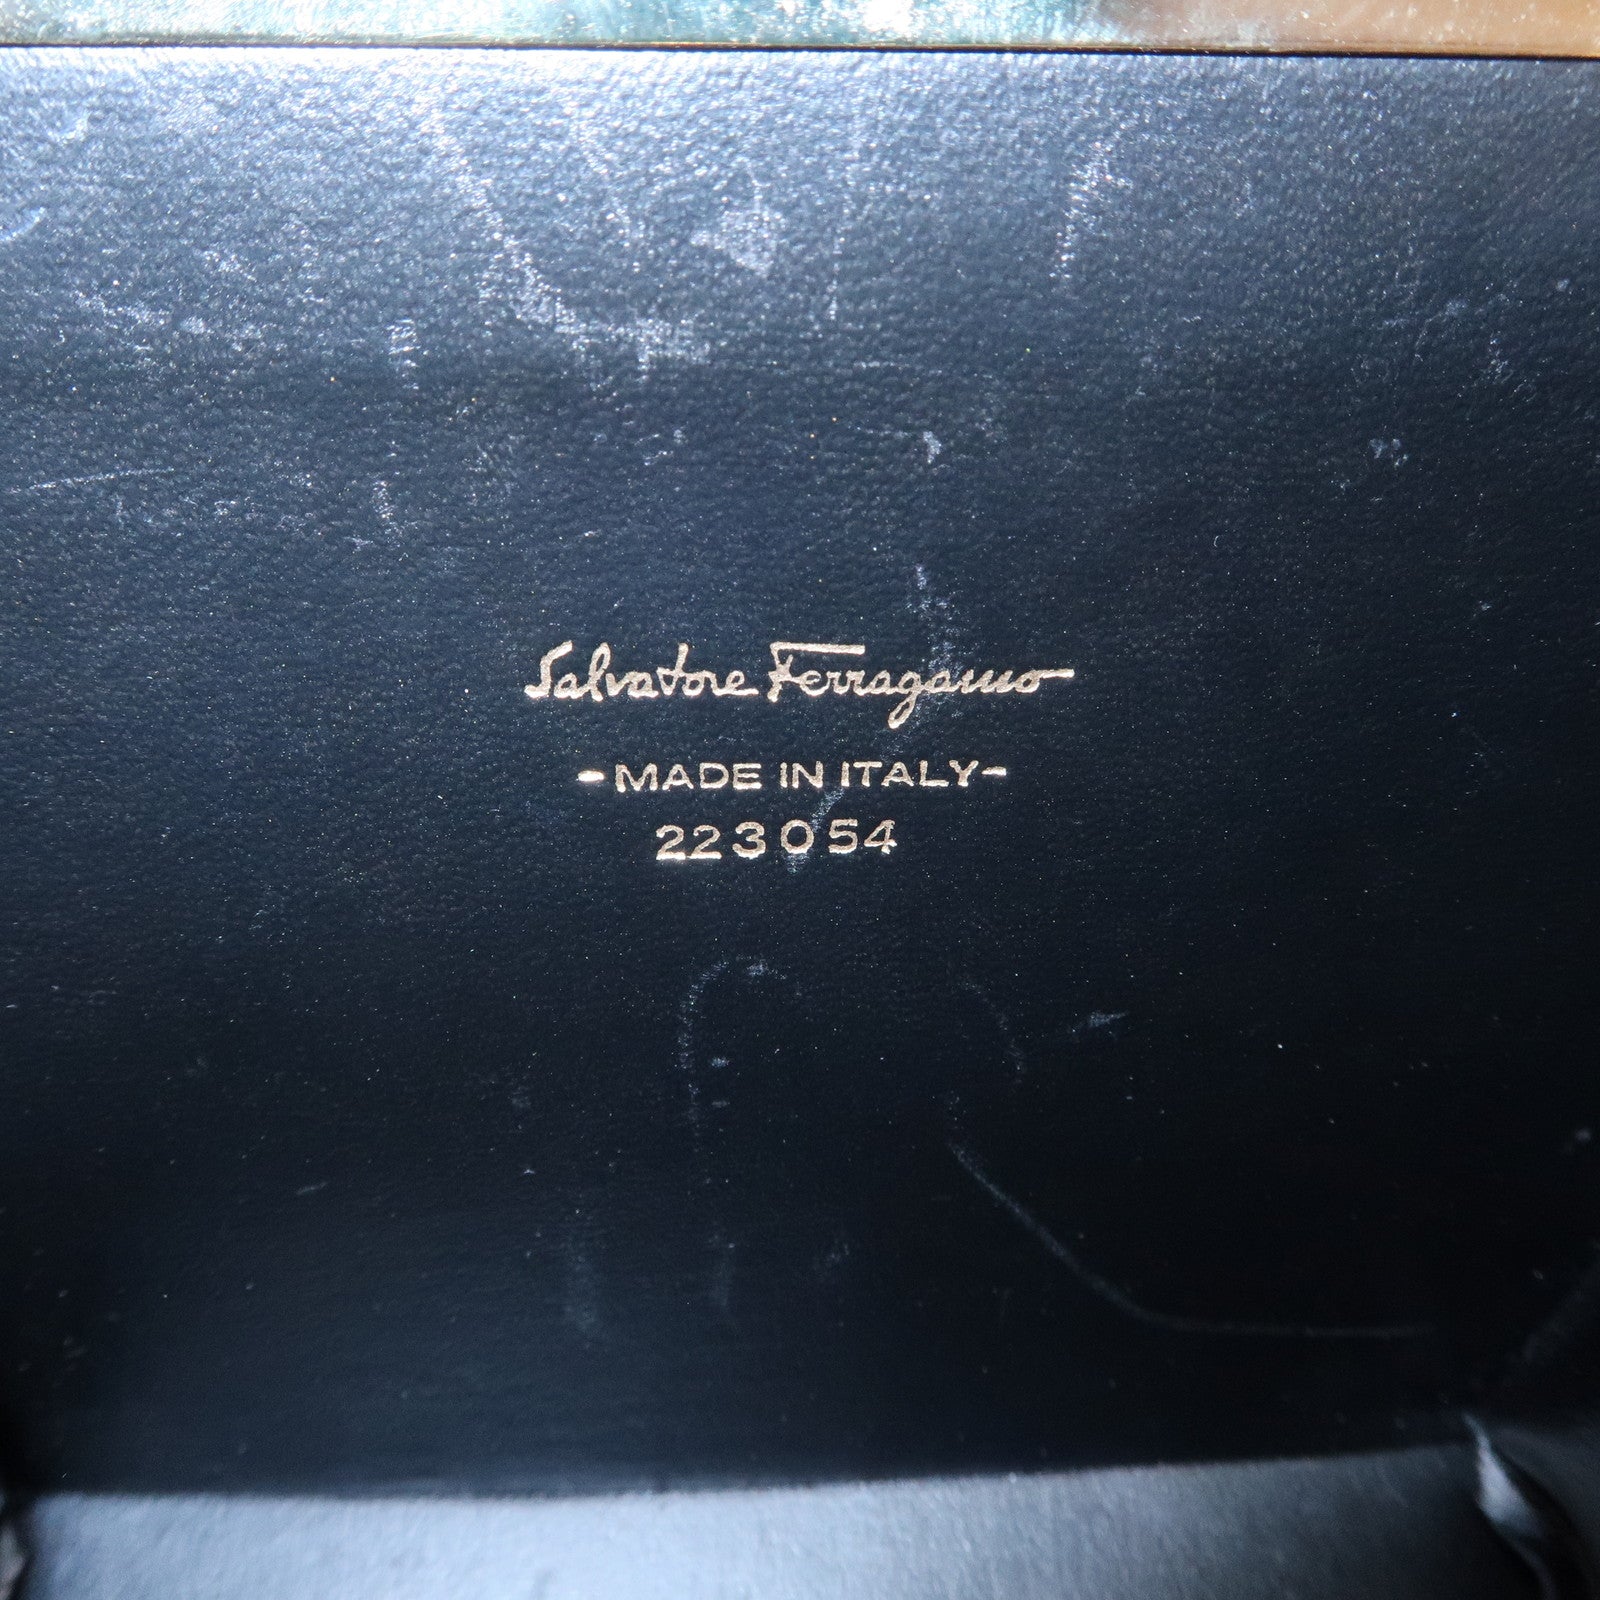 Salvatore Ferragamo
-MADE IN ITALY-
223054